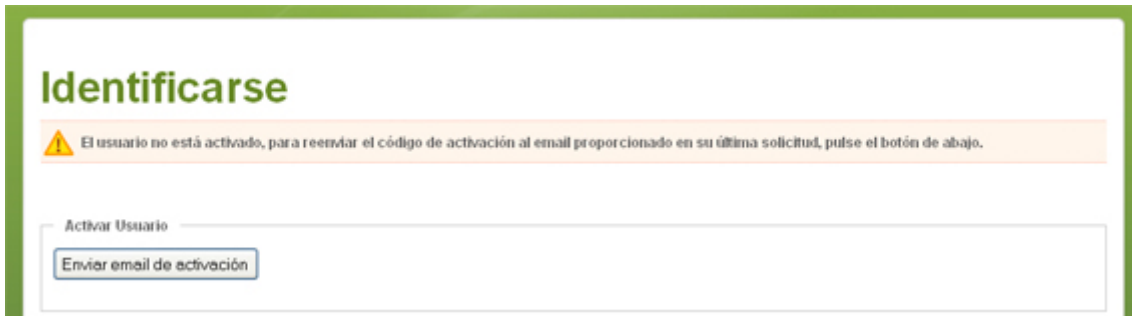 Identificarse
El usuario no está activado, para reenviar el código de activación al email proporcionado en su última solicitud, pulse el botón de abajo.
Activar Usuario
Enviar email de activación